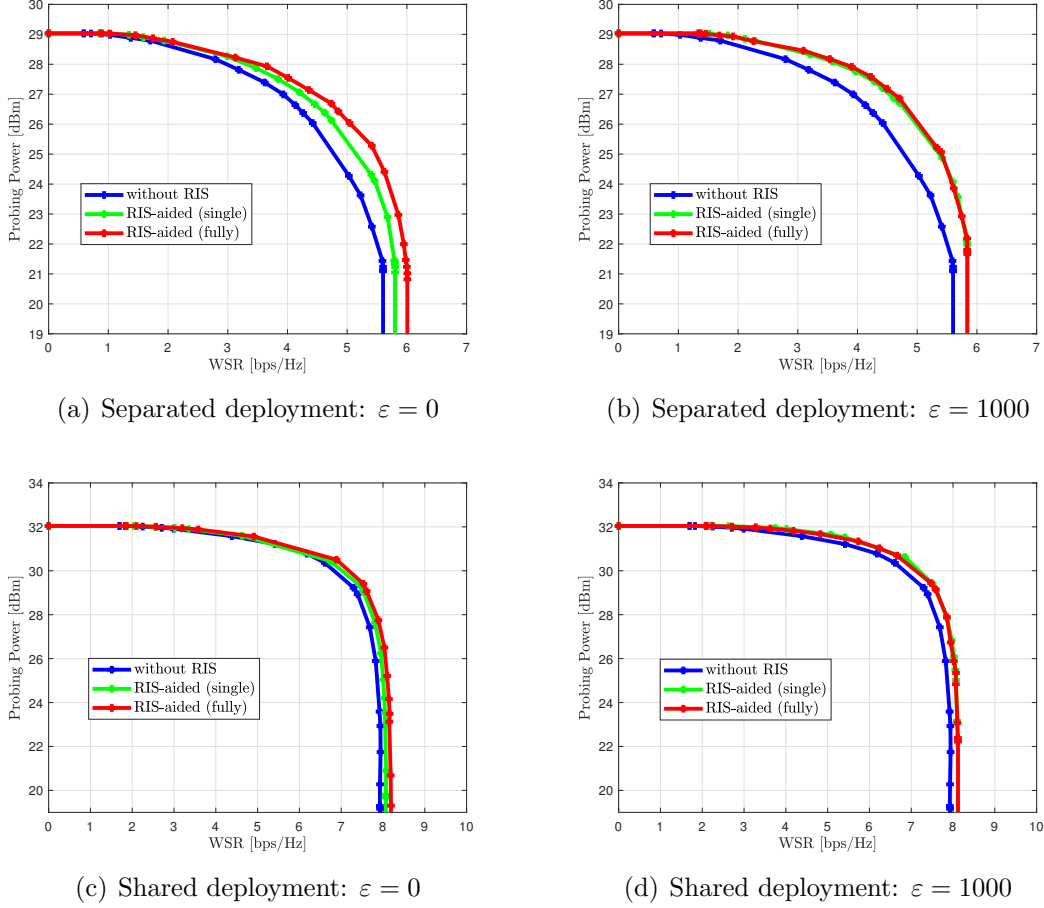 30
29
28
27
26
25
24
23
22
21
20
19
Probing Power [dBm]
without RIS
RIS-aided (single)
RIS-aided (fully)
0 1 2 3 4 5 6 7
WSR [bps/Hz]
(a) Separated deployment: ε = 0
30
29
28
27
26
25
24
23
22
21
20
19
Probing Power [dBm]
without RIS
RIS-aided (single)
RIS-aided (fully)
0 1 2 3 4 5 6 7
WSR [bps/Hz]
(b) Separated deployment: ε = 1000
34
32
30
28
26
24
22
20
Probing Power [dBm]
without RIS
RIS-aided (single)
RIS-aided (fully)
0 1 2 3 4 5 6 7 8 9 10
WSR [bps/Hz]
(c) Shared deployment: ε = 0
34
32
30
28
26
24
22
20
Probing Power [dBm]
without RIS
RIS-aided (single)
RIS-aided (fully)
0 1 2 3 4 5 6 7 8 9 10
WSR [bps/Hz]
(d) Shared deployment: ε = 1000